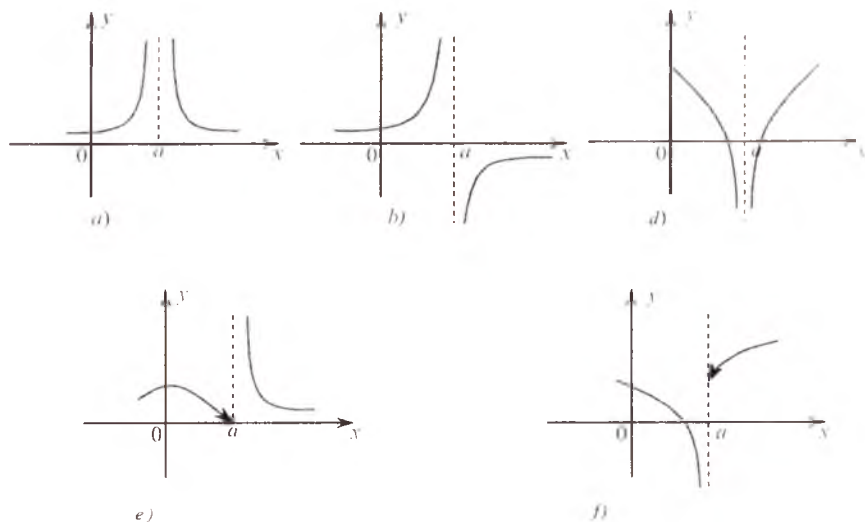 y y y
0 a x 0 a x 0 a x
a) b) d)
y y
0 a x 0 a x
e) f)